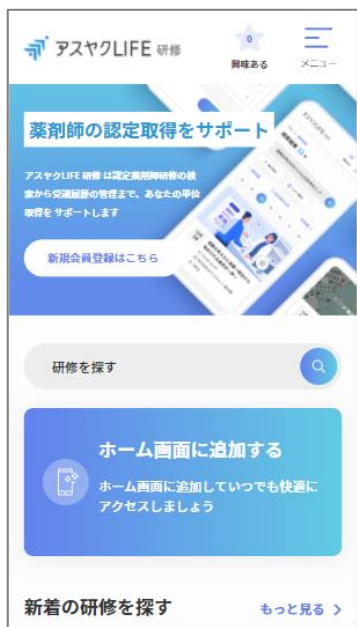 アスヤクLIFE 研修
0
興味ある
メニュー
薬剤師の認定取得をサポート
アスヤクLIFE 研修 は認定薬剤師研修の検
索から受講履歴の管理まで、あなたの単位
取得を サポートします
新規会員登録はこちら
研修を探す
ホーム画面に追加する
ホーム画面に追加していつでも快適に
アクセスしましょう
新着の研修を探す
もっと見る